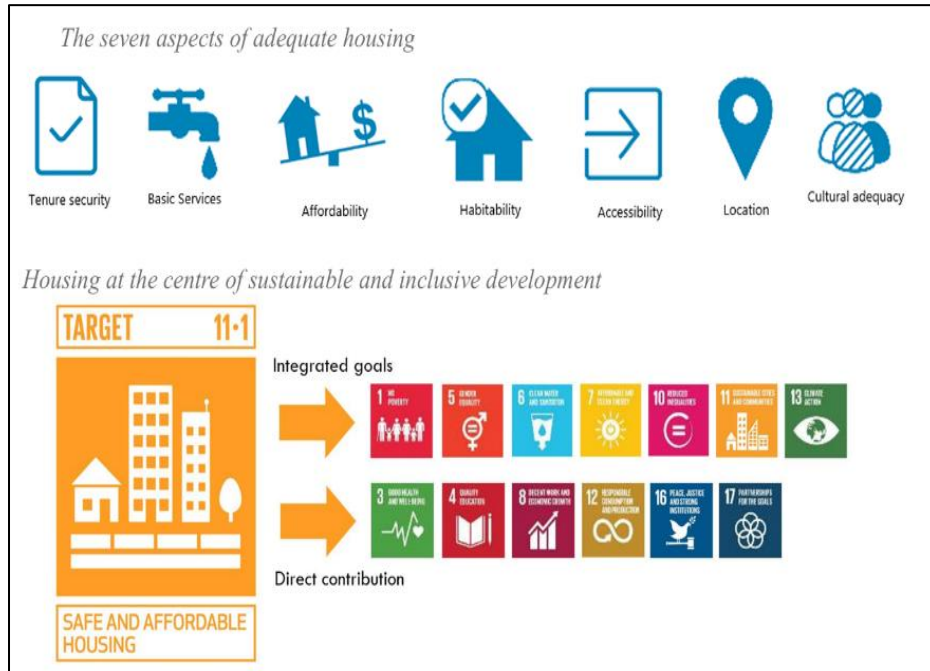 The seven aspects of adequate housing
$
Tenure security
Basic Services
Affordability
Habitability
Accessibility
Location
Cultural adequacy
Housing at the centre of sustainable and inclusive development
TARGET 11·1
SAFE AND AFFORDABLE
HOUSING
Integrated goals
1 NO
POVERTY
5 GENDER
EQUALITY
6 CLEAN WATER
AND SANITATION
7 AFFORDABLE AND
CLEAN ENERGY
10 REDUCED
INEQUALITIES
11 SUSTAINABLE CITIES
AND COMMUNITIES
13 CLIMATE
ACTION
3 GOOD HEALTH
AND WELL-BEING
4 QUALITY
EDUCATION
8 DECENT WORK AND
ECONOMIC GROWTH
12 RESPONSIBLE
CONSUMPTION
AND PRODUCTION
16 PEACE, JUSTICE
AND STRONG
INSTITUTIONS
17 PARTNERSHIPS
FOR THE GOALS
Direct contribution